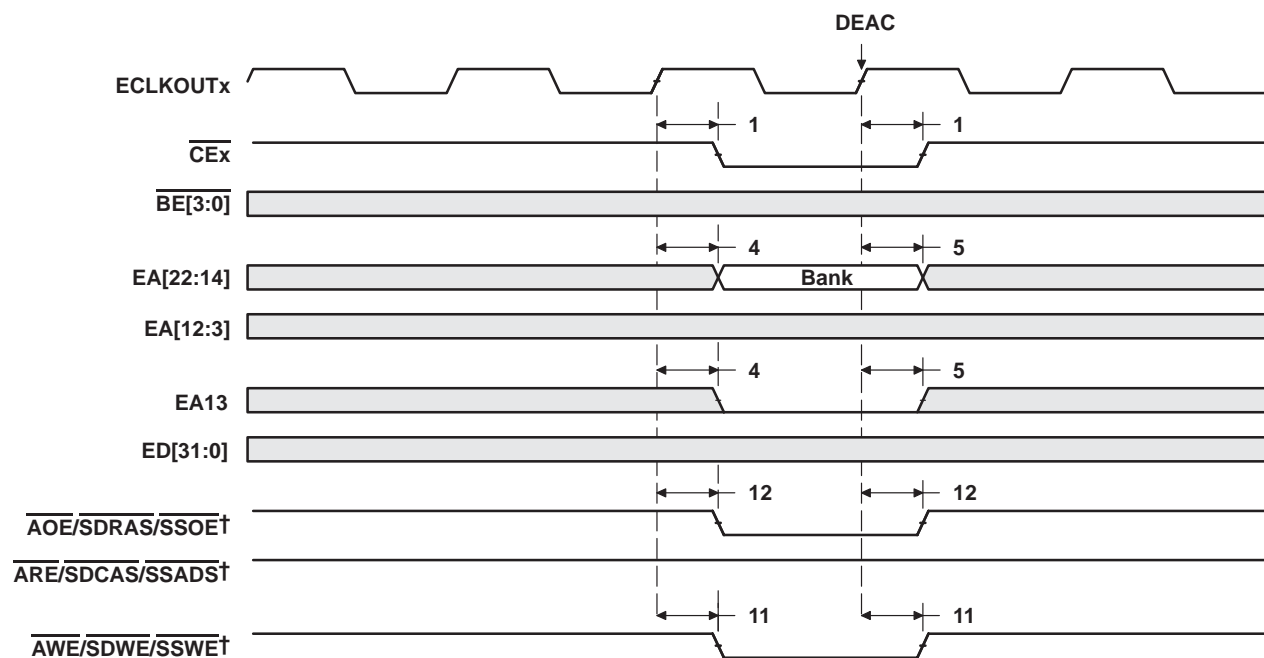 DEAC
ECLKOUTx
1 1
CEx
BE[3:0]
4 5
EA[22:14] Bank
EA[12:3]
4 5
EA13
ED[31:0]
12 12
AOE/SDRAS/SSOE†
ARE/SDCAS/SSADS†
11 11
AWE/SDWE/SSWE†